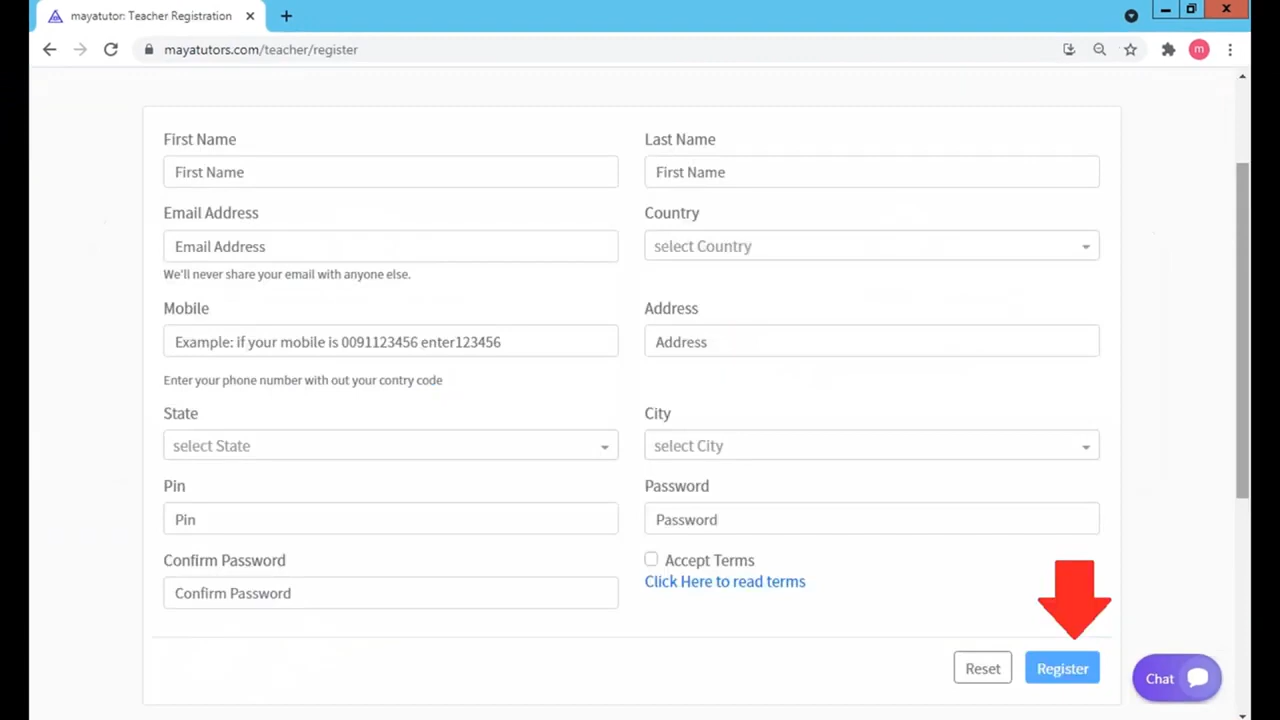 mayatutor: Teacher Registration
mayatutors.com/teacher/register
m
First Name
Last Name
First Name
First Name
Email Address
Country
Email Address
select Country
We'll never share your email with anyone else.
Mobile
Address
Example: if your mobile is 0091123456 enter123456
Address
Enter your phone number with out your contry code
State
City
select State
select City
Pin
Password
Pin
Password
Confirm Password
Accept Terms
Click Here to read terms
Confirm Password
Reset
Register
Chat